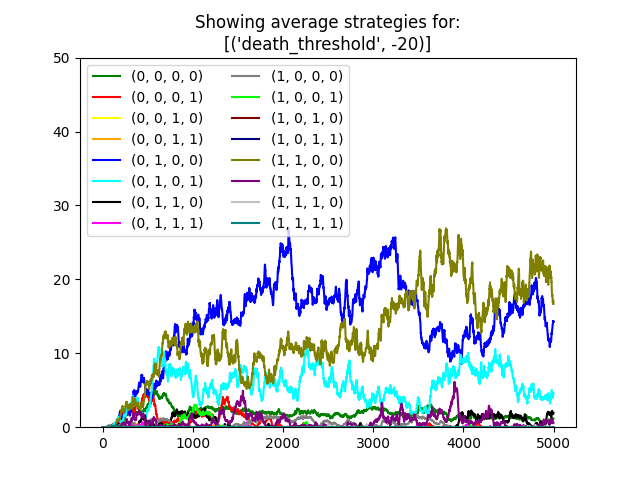 Showing average strategies for:
[('death_threshold', -20)]
50
40
30
20
10
0
(0, 0, 0, 0)
(0, 0, 0, 1)
(0, 0, 1, 0)
(0, 0, 1, 1)
(0, 1, 0, 0)
(0, 1, 0, 1)
(0, 1, 1, 0)
(0, 1, 1, 1)
(1, 0, 0, 0)
(1, 0, 0, 1)
(1, 0, 1, 0)
(1, 0, 1, 1)
(1, 1, 0, 0)
(1, 1, 0, 1)
(1, 1, 1, 0)
(1, 1, 1, 1)
0 1000 2000 3000 4000 5000